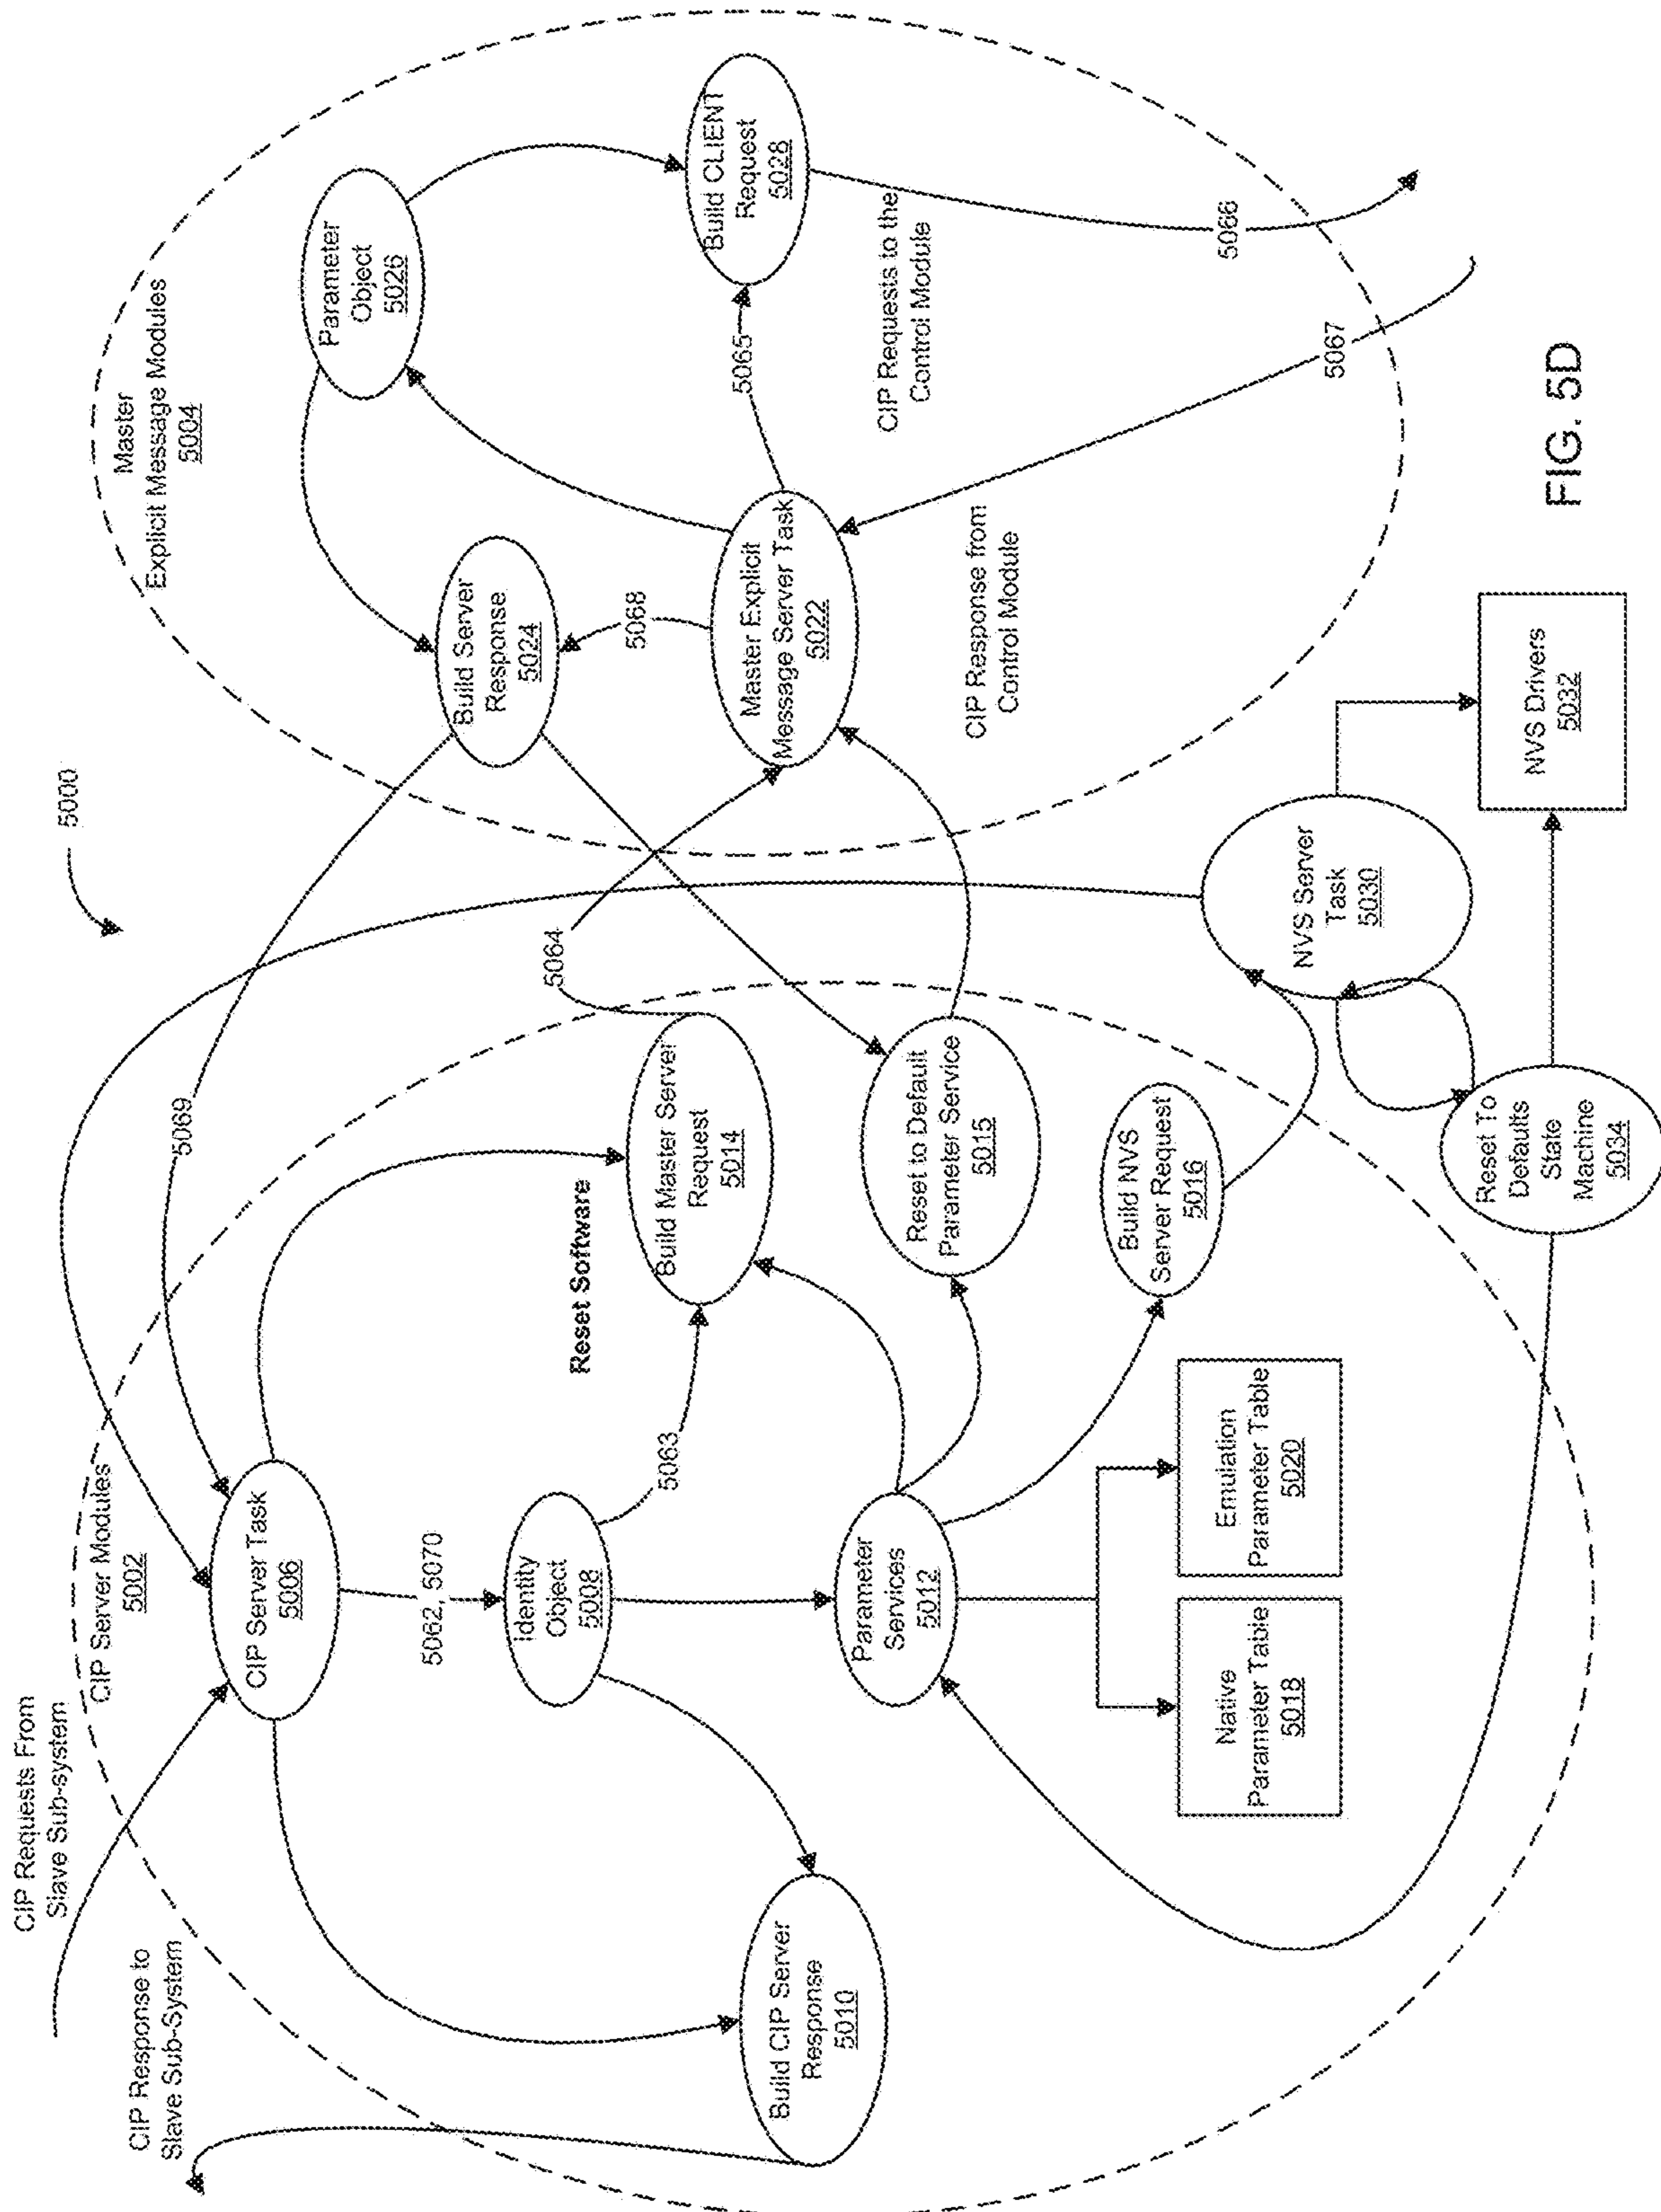 5000
CIP Requests From
Slave Sub-system
CIP Response to
Slave Sub-System
CIP Server Modules
5002
CIP Server Task
5006
5069
5062, 5070
Identity
Object
5008
5063
Reset Software
Build Master Server
Request
5014
5064
Build CIP Server
Response
5010
Parameter
Services
5012
Reset to Default
Parameter Service
5015
Build NVS
Server Request
5016
Native
Parameter Table
5018
Emulation
Parameter Table
5020
Master
Explicit Message Modules
5004
Parameter
Object
5026
Build Server
Response
5024
5068
Master Explicit
Message Server Task
5022
5065
Build CLIENT
Request
5028
CIP Requests to the
Control Module
5066
CIP Response from
Control Module
5067
NVS Server
Task
5030
NVS Drivers
5032
Reset To
Defaults
State
Machine
5034
FIG. 5D